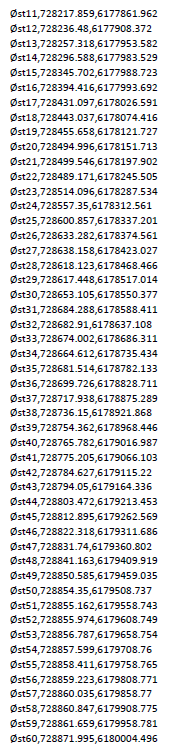 Øst11,728217.859,6177861.962
Øst12,728236.48,6177908.372
Øst13,728257.318,6177953.582
Øst14,728296.588,6177983.529
Øst15,728345.702,6177988.723
Øst16,728394.416,6177993.692
Øst17,728431.097,6178026.591
Øst18,728443.037,6178074.416
Øst19,728455.658,6178121.727
Øst20,728494.996,6178151.713
Øst21,728499.546,6178197.902
Øst22,728489.171,6178245.505
Øst23,728514.096,6178287.534
Øst24,728557.35,6178312.561
Øst25,728600.857,6178337.201
Øst26,728633.282,6178374.561
Øst27,728638.158,6178423.027
Øst28,728618.123,6178468.466
Øst29,728617.448,6178517.014
Øst30,728653.105,6178550.377
Øst31,728684.288,6178588.411
Øst32,728682.91,6178637.108
Øst33,728674.002,6178686.311
Øst34,728664.612,6178735.434
Øst35,728681.514,6178782.133
Øst36,728699.726,6178828.711
Øst37,728717.938,6178875.289
Øst38,728736.15,6178921.868
Øst39,728754.362,6178968.446
Øst40,728765.782,6179016.987
Øst41,728775.205,6179066.103
Øst42,728784.627,6179115.22
Øst43,728794.05,6179164.336
Øst44,728803.472,6179213.453
Øst45,728812.895,6179262.569
Øst46,728822.318,6179311.686
Øst47,728831.74,6179360.802
Øst48,728841.163,6179409.919
Øst49,728850.585,6179459.035
Øst50,728854.35,6179508.737
Øst51,728855.162,6179558.743
Øst52,728855.974,6179608.749
Øst53,728856.787,6179658.754
Øst54,728857.599,6179708.76
Øst55,728858.411,6179758.765
Øst56,728859.223,6179808.771
Øst57,728860.035,6179858.77
Øst58,728860.847,6179908.775
Øst59,728861.659,6179958.781
Øst60,728871.995,6180004.496